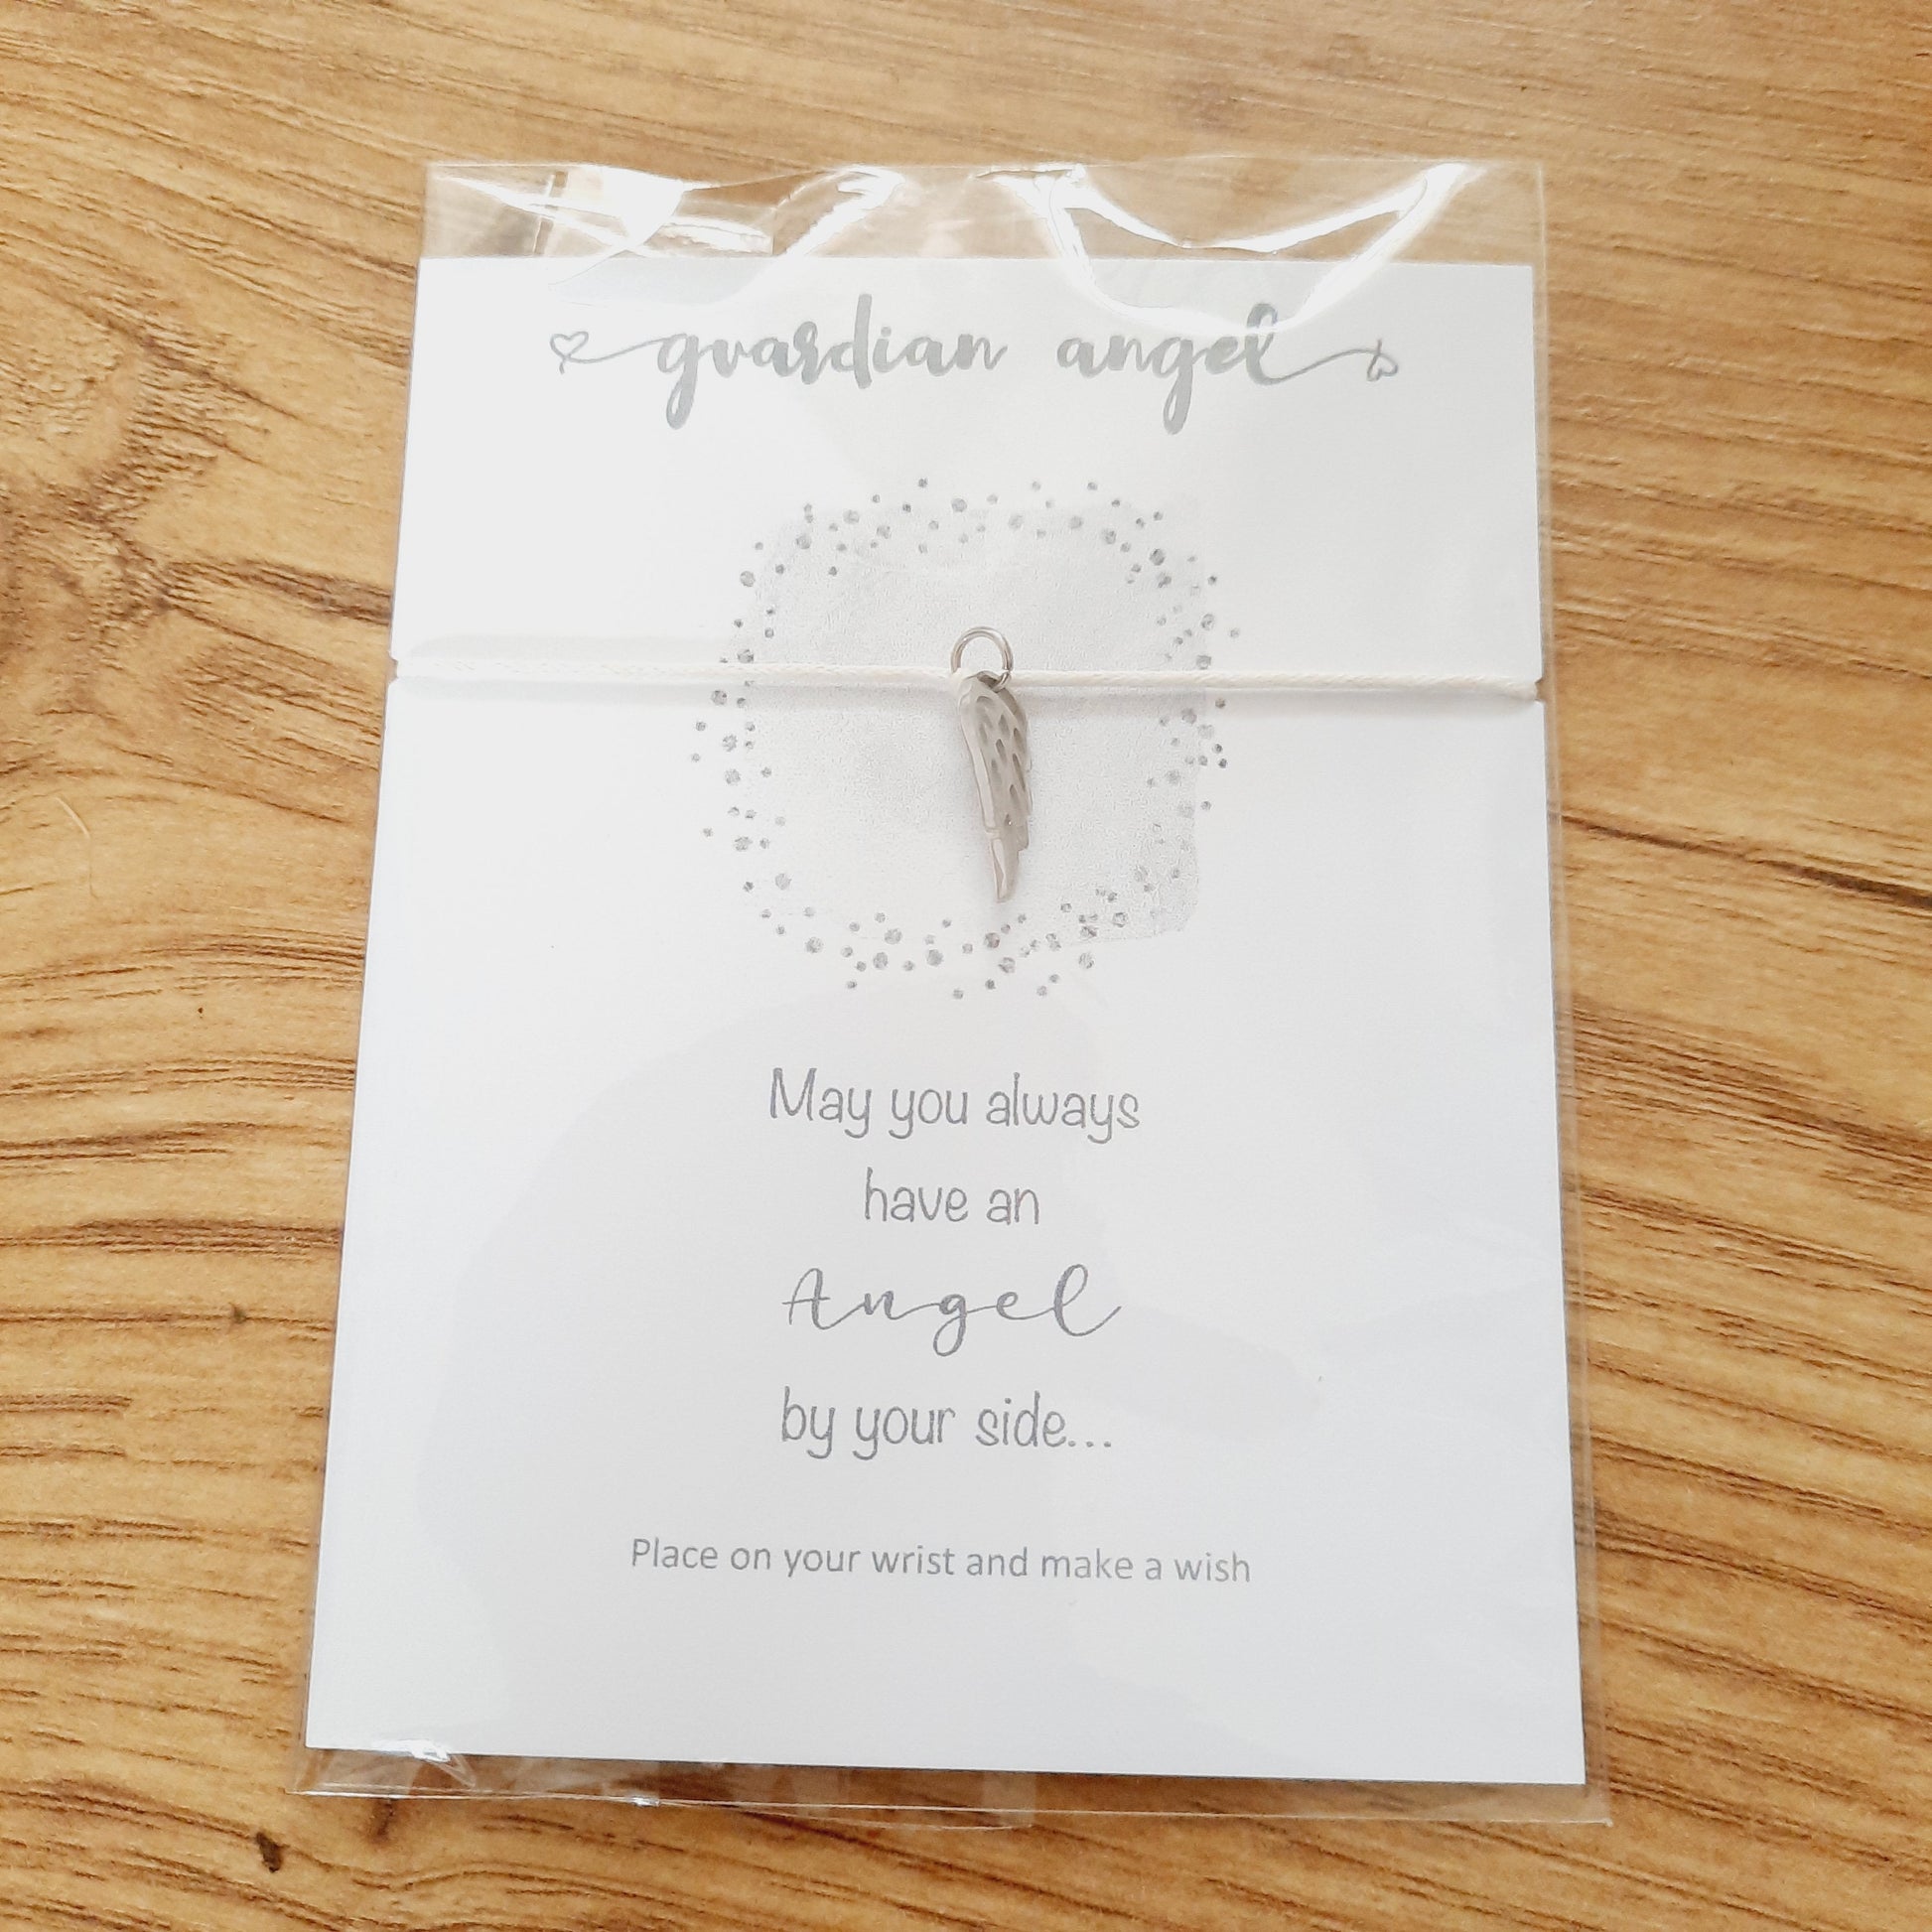 guardian angel
May you always
have an
Angel
by your side...
Place on your wrist and make a wish